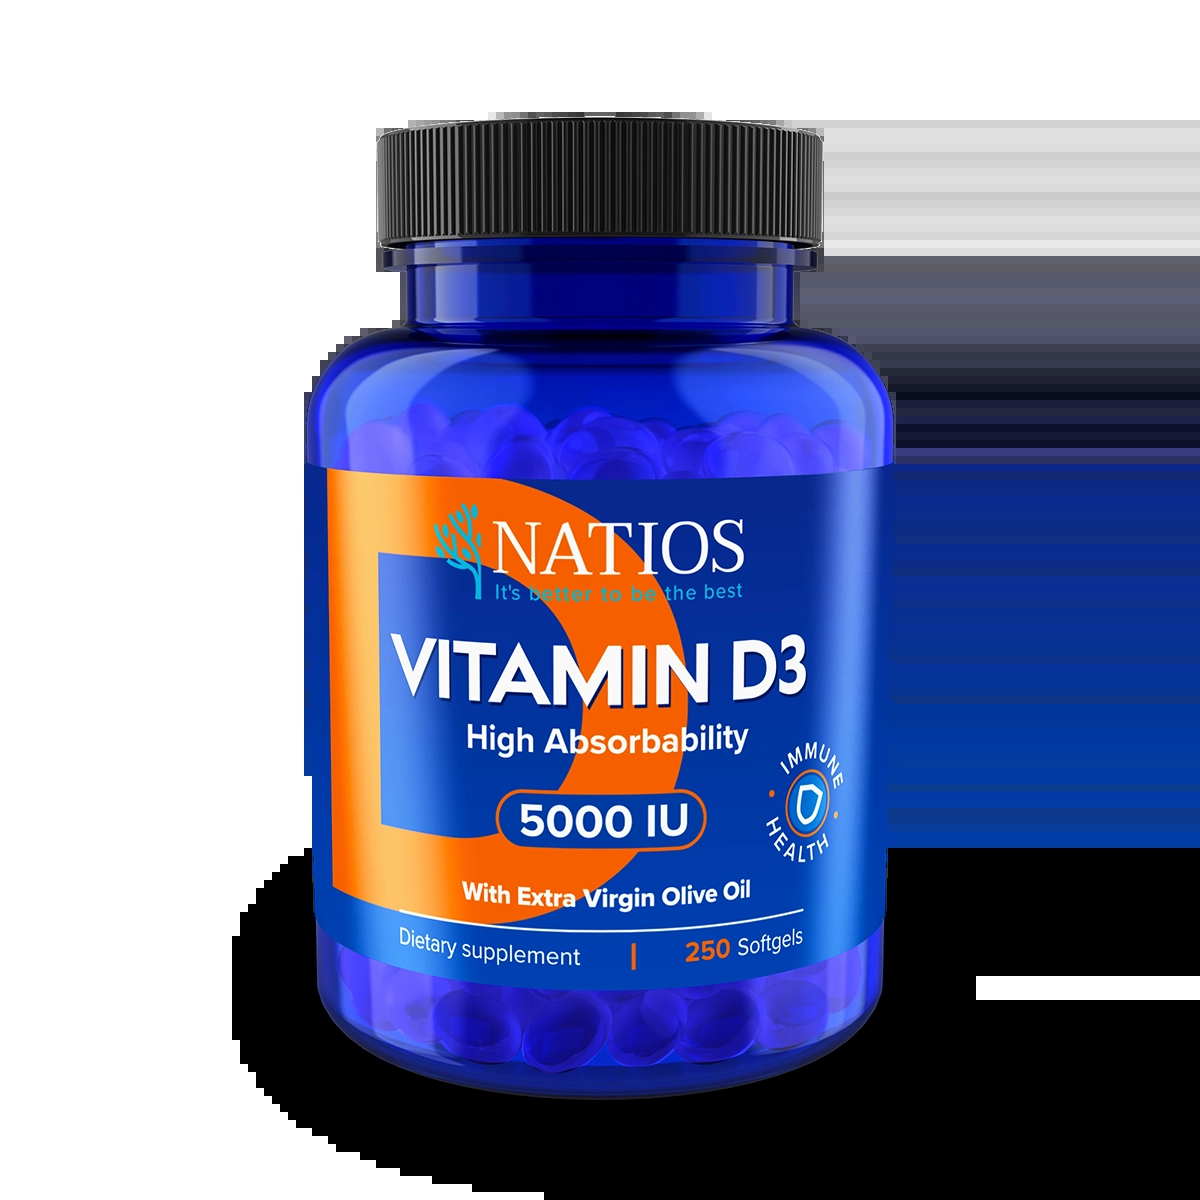 NATIOS
It's better to be the best
VITAMIN D3
High Absorbability
5000 IU
IMMUNE
HEALTH
With Extra Virgin Olive Oil
Dietary supplement | 250 Softgels